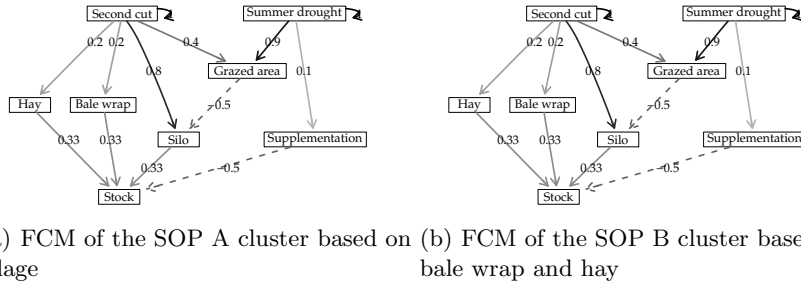 Second cut Summer drought Second cut Summer drought
0.2 0.2 0.4 0.9 0.2 0.2 0.4 0.9
0.8 Grazed area 0.1 0.8 Grazed area 0.1
Hay Bale wrap −0.5 Hay Bale wrap −0.5
0.33 0.33 Silo Supplementation 0.33 0.33 Silo Supplementation
0.33 −0.5 0.33 −0.5
Stock Stock
) FCM of the SOP A cluster based on (b) FCM of the SOP B cluster base
lage bale wrap and hay